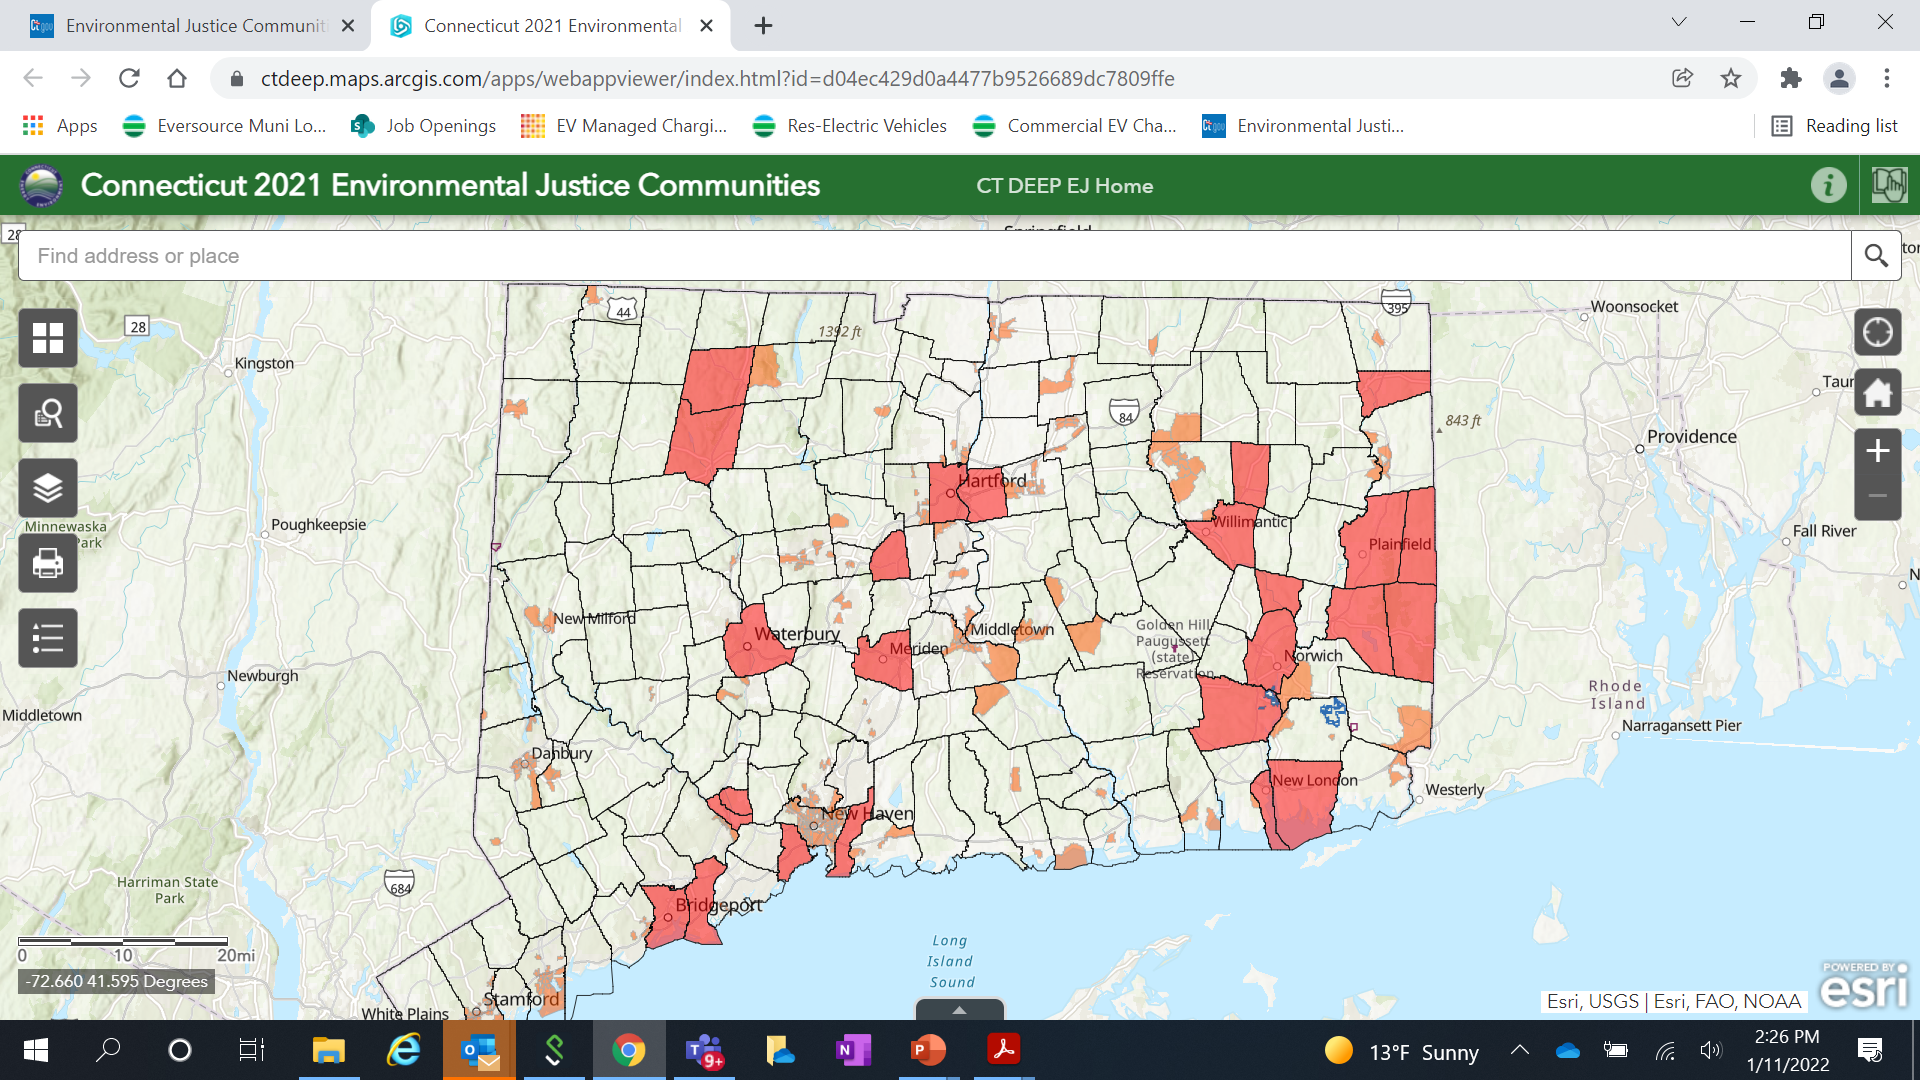 Environmental Justice Communiti
Connecticut 2021 Environmental
ctdeep.maps.arcgis.com/apps/webappviewer/index.html?id=d04ec429d0a4477b9526689dc7809ffe
Apps
Eversource Muni Lo...
Job Openings
EV Managed Chargi...
Res-Electric Vehicles
Commercial EV Cha...
Environmental Justi...
Reading list
Connecticut 2021 Environmental Justice Communities
CT DEEP EJ Home
Springfield
28
Find address or place
44
395
Woonsocket
28
1392 ft
Kingston
Taur
84
843 ft
Providence
Hartford
Minnewaska
Park
Poughkeepsie
Willimantic
Fall River
Plainfield
New Milford
Waterbury
Middletown
Golden Hill
Paugussett
(state)
Reservation
Meriden
Norwich
Newburgh
Rhode
Island
Middletown
Narragansett Pier
Danbury
New London
Westerly
New Haven
Harriman State
Park
684
Bridgeport
Long
Island
Sound
0 10 20mi
-72.660 41.595 Degrees
Stamford
White Plains
POWERED BY
esri
Esri, USGS | Esri, FAO, NOAA
9+
13°F Sunny
2:26 PM
1/11/2022